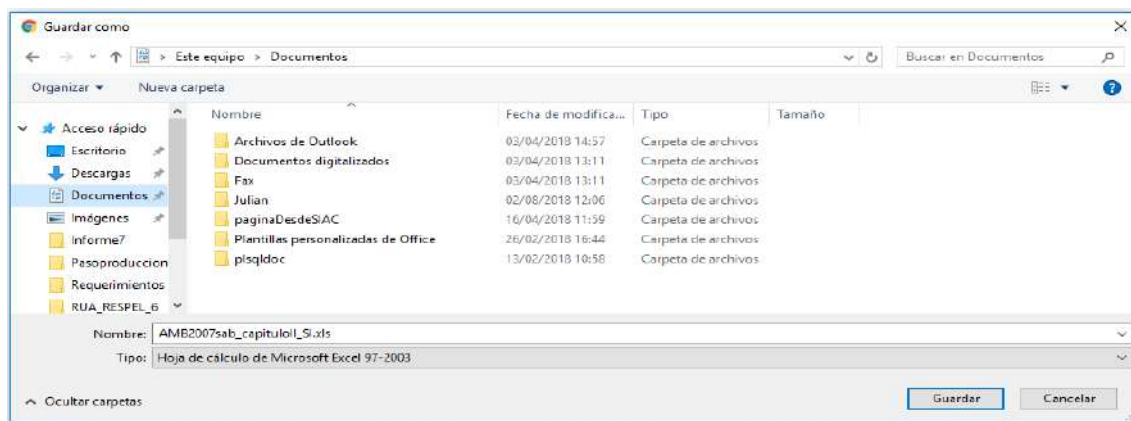 Guardar como
Este equipo > Documentos
Buscar en Documentos
Organizar
Nueva carpeta
Nombre
Fecha de modifica...
Tipo
Tamaño
Acceso rápido
Escritorio
Descargas
Documentos
Imágenes
Informe7
Pasoproduccion
Requerimientos
RUA_RESPEL_6
Archivos de Outlook 03/04/2018 14:57 Carpeta de archivos
Documentos digitalizados 03/04/2018 13:11 Carpeta de archivos
Fax 03/04/2018 13:11 Carpeta de archivos
Julian 02/08/2018 12:06 Carpeta de archivos
paginaDesdeSIAC 16/04/2018 11:59 Carpeta de archivos
Plantillas personalizadas de Office 26/02/2018 16:44 Carpeta de archivos
plsqldoc 13/02/2018 10:58 Carpeta de archivos
Nombre: AMB2007sab_capituloII_SI.xls
Tipo: Hoja de cálculo de Microsoft Excel 97-2003
Ocultar carpetas
Guardar
Cancelar